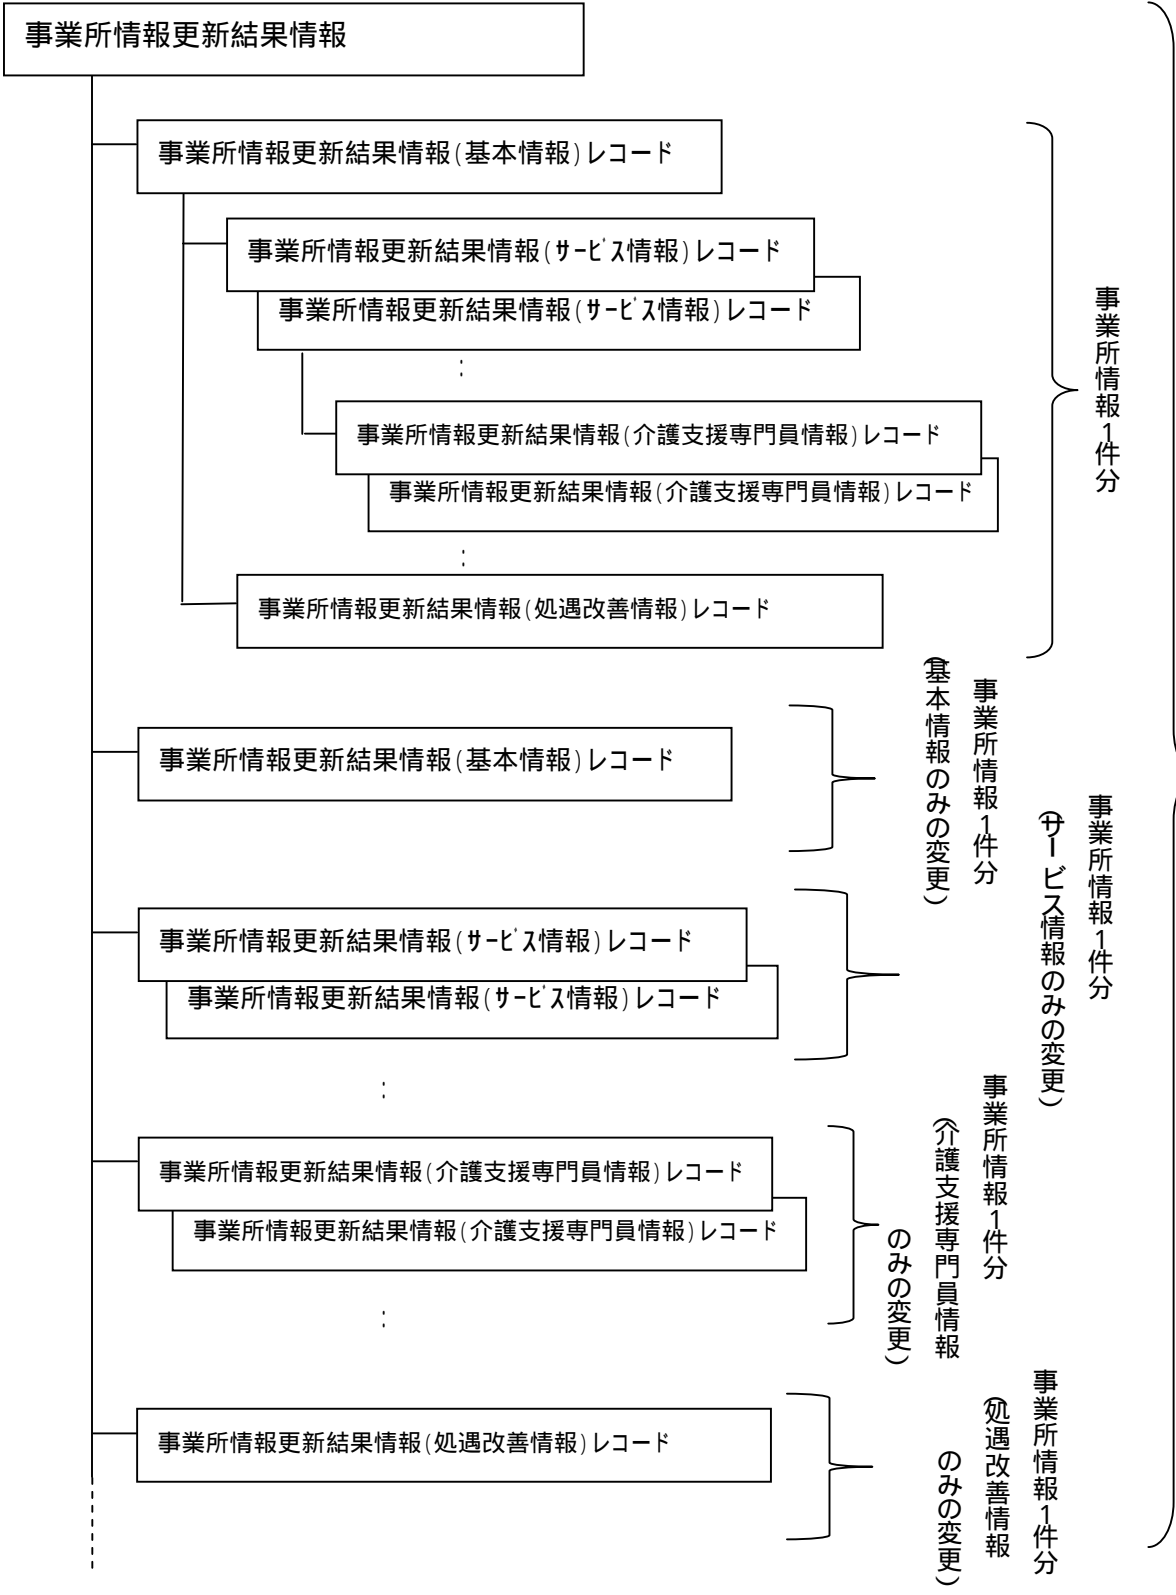 事業所情報更新結果情報
事業所情報更新結果情報(基本情報)レコード
事業所情報更新結果情報(ｻｰﾋﾞｽ情報)レコード
事業所情報更新結果情報(ｻｰﾋﾞｽ情報)レコード
:
事業所情報更新結果情報(介護支援専門員情報)レコード
事業所情報更新結果情報(介護支援専門員情報)レコード
:
事業所情報更新結果情報(処遇改善情報)レコード
事業所情報1件分
事業所情報更新結果情報(基本情報)レコード
事業所情報1件分
(基本情報のみの変更)
事業所情報更新結果情報(ｻｰﾋﾞｽ情報)レコード
事業所情報更新結果情報(ｻｰﾋﾞｽ情報)レコード
:
事業所情報1件分
(サービス情報のみの変更)
事業所情報更新結果情報(介護支援専門員情報)レコード
事業所情報更新結果情報(介護支援専門員情報)レコード
:
事業所情報1件分
(介護支援専門員情報
のみの変更)
事業所情報更新結果情報(処遇改善情報)レコード
事業所情報1件分
(処遇改善情報
のみの変更)